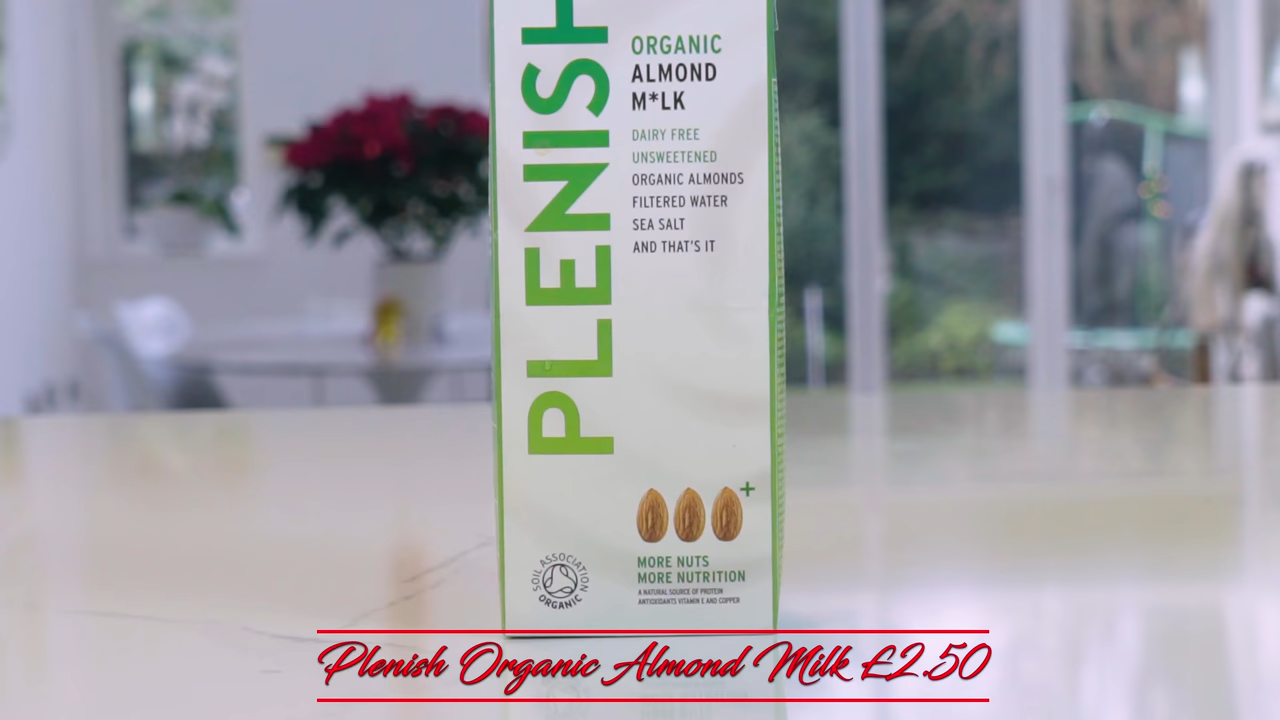 PLENISH
ORGANIC
ALMOND
M*LK
DAIRY FREE
UNSWEETENED
ORGANIC ALMONDS
FILTERED WATER
SEA SALT
AND THAT'S IT
+
MORE NUTS
MORE NUTRITION
A NATURAL SOURCE OF PROTEIN
ANTIOXIDANTS VITAMIN E AND COPPER
SOIL ASSOCIATION
ORGANIC
Plenish Organic Almond Milk £2.50